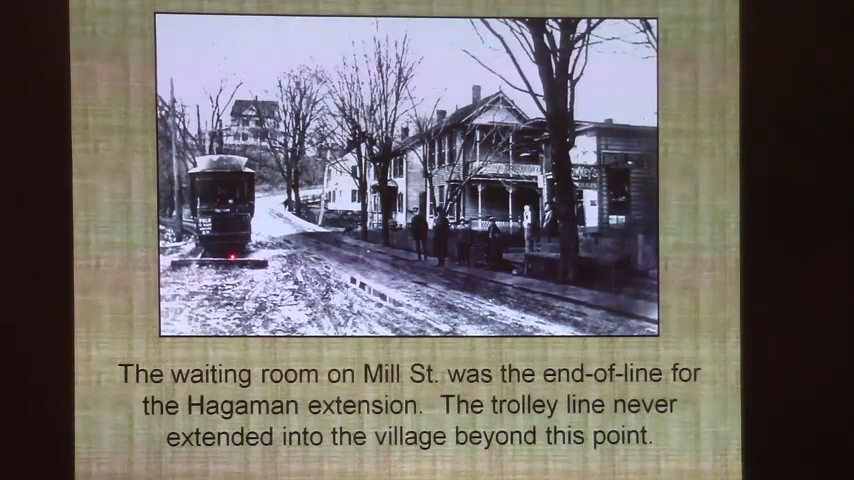 The waiting room on Mill St. was the end-of-line for
the Hagaman extension. The trolley line never
extended into the village beyond this point.